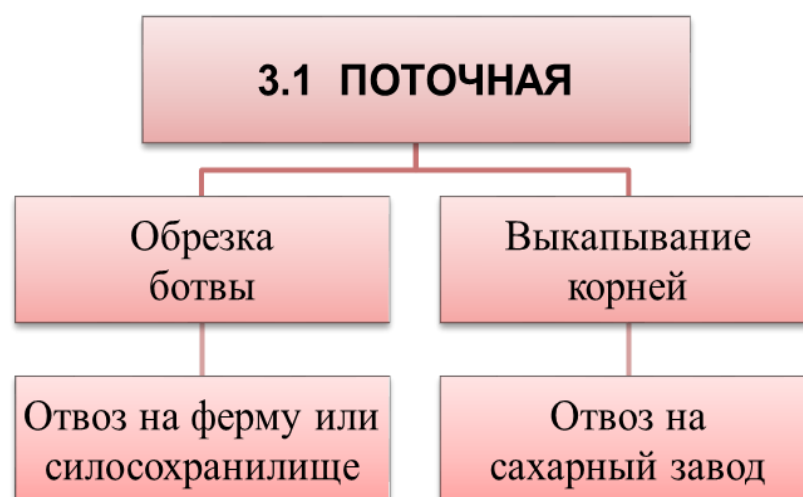 3.1 ПОТОЧНАЯ
Обрезка
ботвы
Выкапывание
корней
Отвоз на ферму или
силосохранилище
Отвоз на
сахарный завод